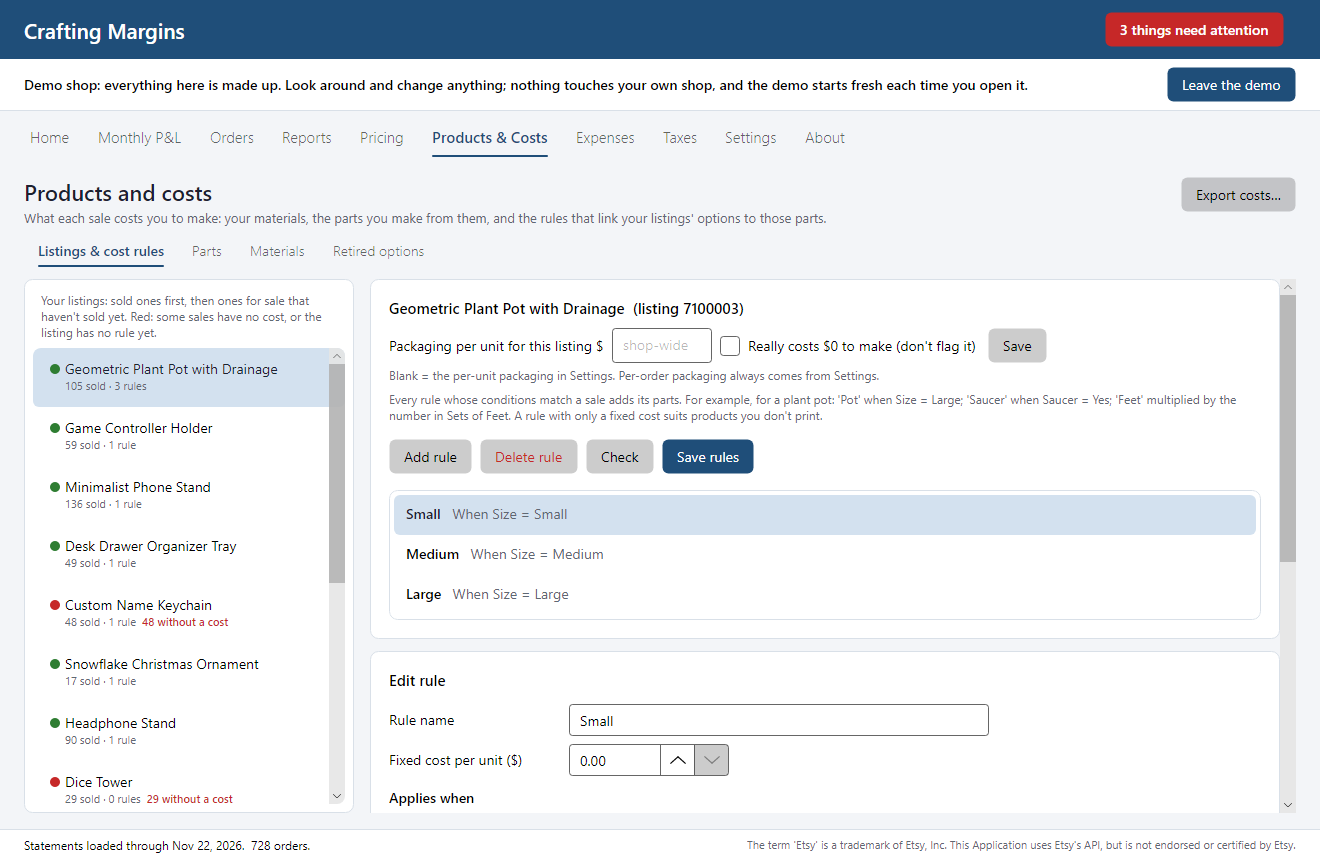 Crafting Margins
3 things need attention
Demo shop: everything here is made up. Look around and change anything; nothing touches your own shop, and the demo starts fresh each time you open it.
Leave the demo
Home Monthly P&L Orders Reports Pricing Products & Costs Expenses Taxes Settings About
Products and costs
Export costs...
What each sale costs you to make: your materials, the parts you make from them, and the rules that link your listings' options to those parts.
Listings & cost rules Parts Materials Retired options
Your listings: sold ones first, then ones for sale that
haven't sold yet. Red: some sales have no cost, or the
listing has no rule yet.
Geometric Plant Pot with Drainage
105 sold · 3 rules
Game Controller Holder
59 sold · 1 rule
Minimalist Phone Stand
136 sold · 1 rule
Desk Drawer Organizer Tray
49 sold · 1 rule
Custom Name Keychain
48 sold · 1 rule 48 without a cost
Snowflake Christmas Ornament
17 sold · 1 rule
Headphone Stand
90 sold · 1 rule
Dice Tower
29 sold · 0 rules 29 without a cost
Geometric Plant Pot with Drainage (listing 7100003)
Packaging per unit for this listing $ shop-wide Really costs $0 to make (don't flag it) Save
Blank = the per-unit packaging in Settings. Per-order packaging always comes from Settings.
Every rule whose conditions match a sale adds its parts. For example, for a plant pot: 'Pot' when Size = Large; 'Saucer' when Saucer = Yes; 'Feet' multiplied by the
number in Sets of Feet. A rule with only a fixed cost suits products you don't print.
Add rule Delete rule Check Save rules
Small When Size = Small
Medium When Size = Medium
Large When Size = Large
Edit rule
Rule name Small
Fixed cost per unit ($) 0.00
Applies when
Statements loaded through Nov 22, 2026. 728 orders.
The term 'Etsy' is a trademark of Etsy, Inc. This Application uses Etsy's API, but is not endorsed or certified by Etsy.